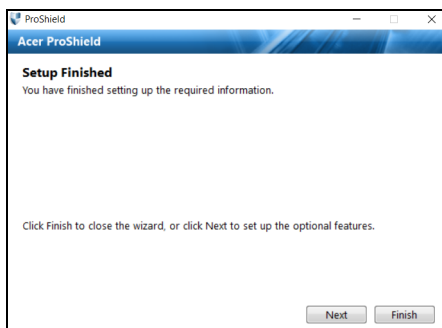 ProShield
Acer ProShield
Setup Finished
You have finished setting up the required information.
Click Finish to close the wizard, or click Next to set up the optional features.
Next Finish